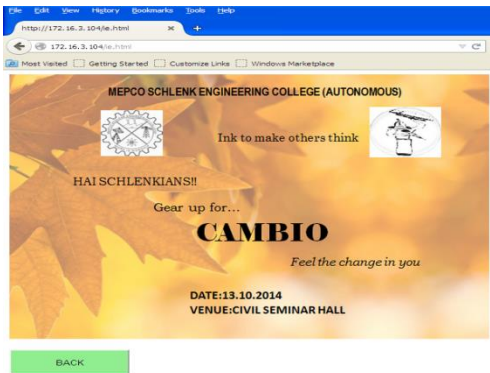 File Edit View History Bookmarks Tools Help
http://172.16.3.104/ie.html × +
172.16.3.104/ie.html
Most Visited Getting Started Customize Links Windows Marketplace
MEPCO SCHLENK ENGINEERING COLLEGE (AUTONOMOUS)
Ink to make others think
HAI SCHLENKIANS!!
Gear up for...
CAMBIO
Feel the change in you
DATE:13.10.2014
VENUE:CIVIL SEMINAR HALL
BACK